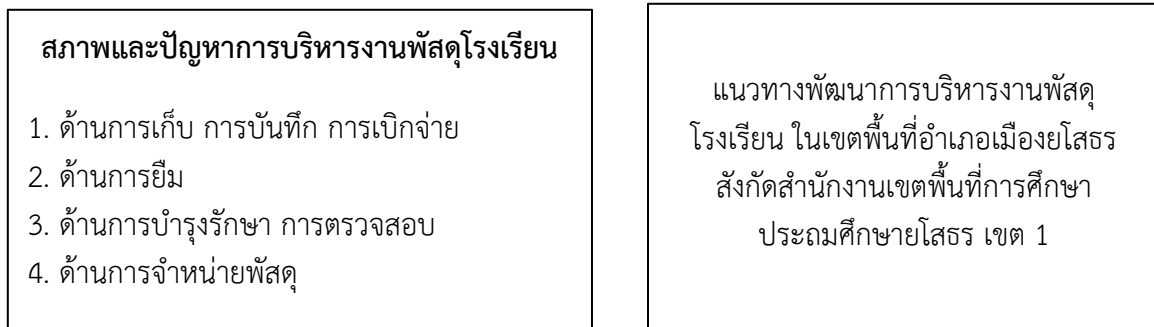 สภาพและปัญหาการบริหารงานพัสดุโรงเรียน
1. ด้านการเก็บ การบันทึก การเบิกจ่าย
2. ด้านการยืม
3. ด้านการบำรุงรักษา การตรวจสอบ
4. ด้านการจำหน่ายพัสดุ
แนวทางพัฒนาการบริหารงานพัสดุ
โรงเรียน ในเขตพื้นที่อำเภอเมืองยโสธร
สังกัดสำนักงานเขตพื้นที่การศึกษา
ประถมศึกษายโสธร เขต 1